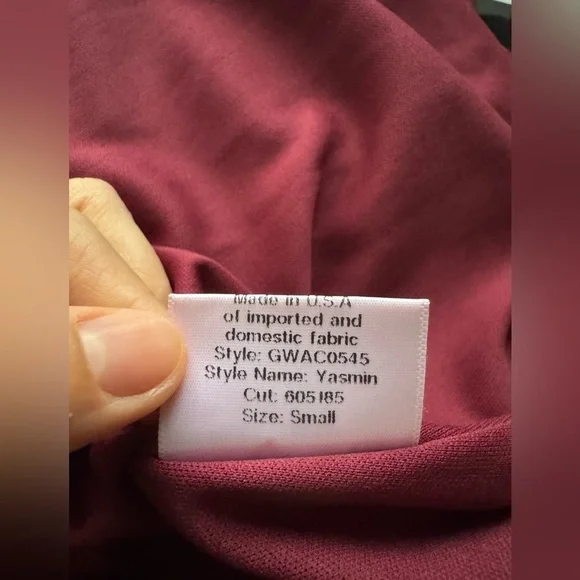 Made in U.S.A
of imported and
domestic fabric
Style: GWAC0545
Style Name: Yasmin
Cut: 605185
Size: Small